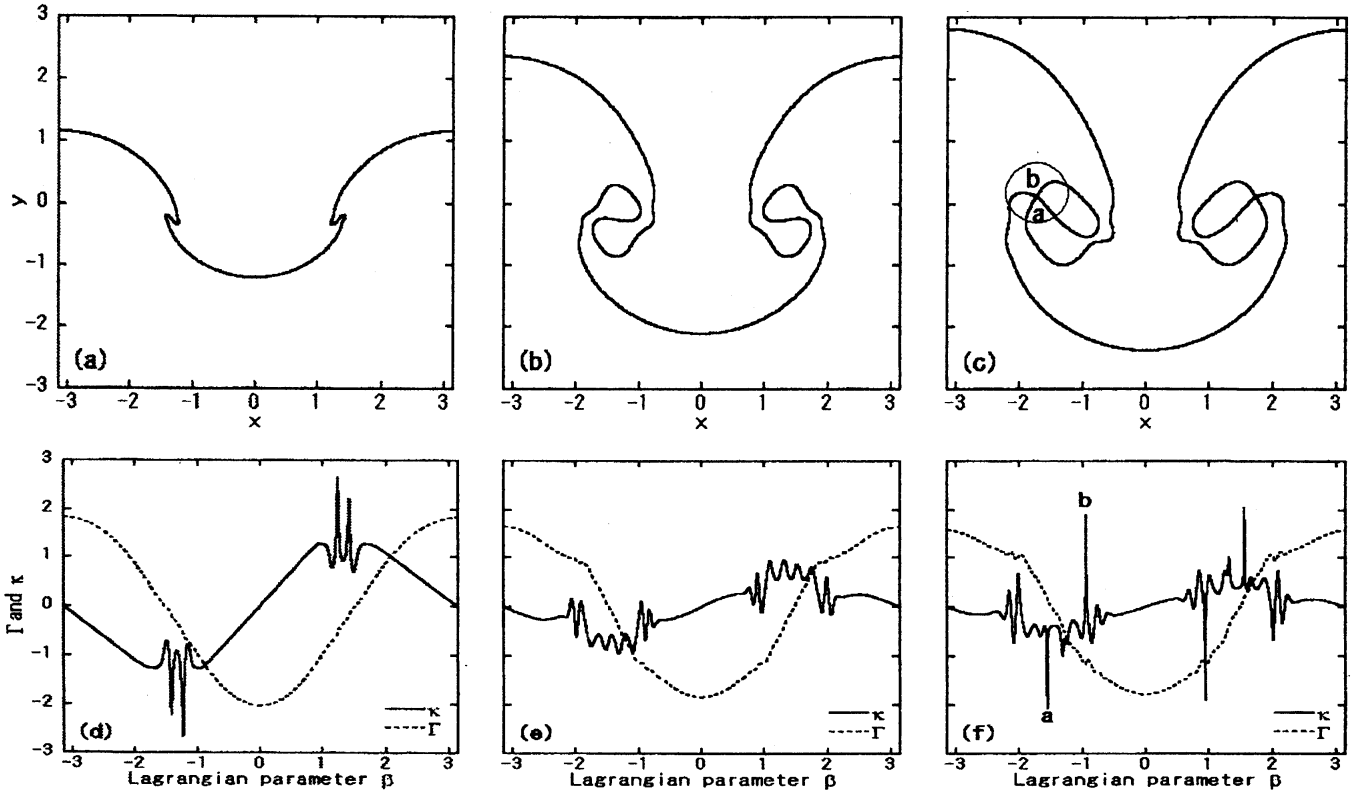 3
2
1
0
-1
-2
-3
y
(a)
-3 -2 -1 0 1 2 3
x
(b)
-3 -2 -1 0 1 2 3
x
b
a
(c)
-3 -2 -1 0 1 2 3
x
3
2
1
0
-1
-2
-3
Γ and κ
(d)
κ
Γ
-3 -2 -1 0 1 2 3
Lagrangian parameter β
(e)
κ
Γ
-3 -2 -1 0 1 2 3
Lagrangian parameter β
b
a
(f)
κ
Γ
-3 -2 -1 0 1 2 3
Lagrangian parameter β